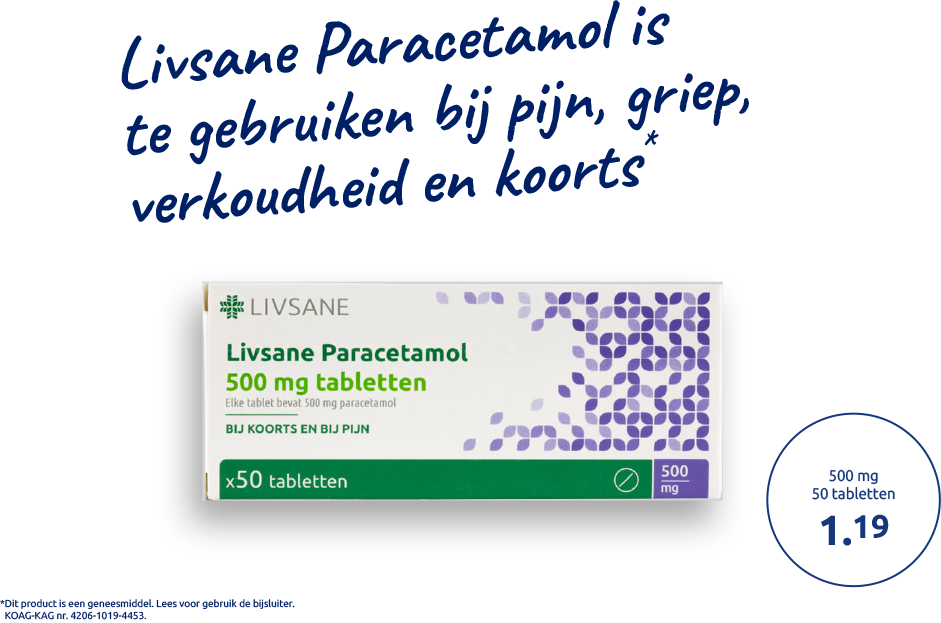 Livsane Paracetamol is
te gebruiken bij pijn, griep,
verkoudheid en koorts*
LIVSANE
Livsane Paracetamol
500 mg tabletten
Elke tablet bevat 500 mg paracetamol
BIJ KOORTS EN BIJ PIJN
x50 tabletten
500
mg
500 mg
50 tabletten
1.19
*Dit product is een geneesmiddel. Lees voor gebruik de bijsluiter.
KOAG-KAG nr. 4206-1019-4453.